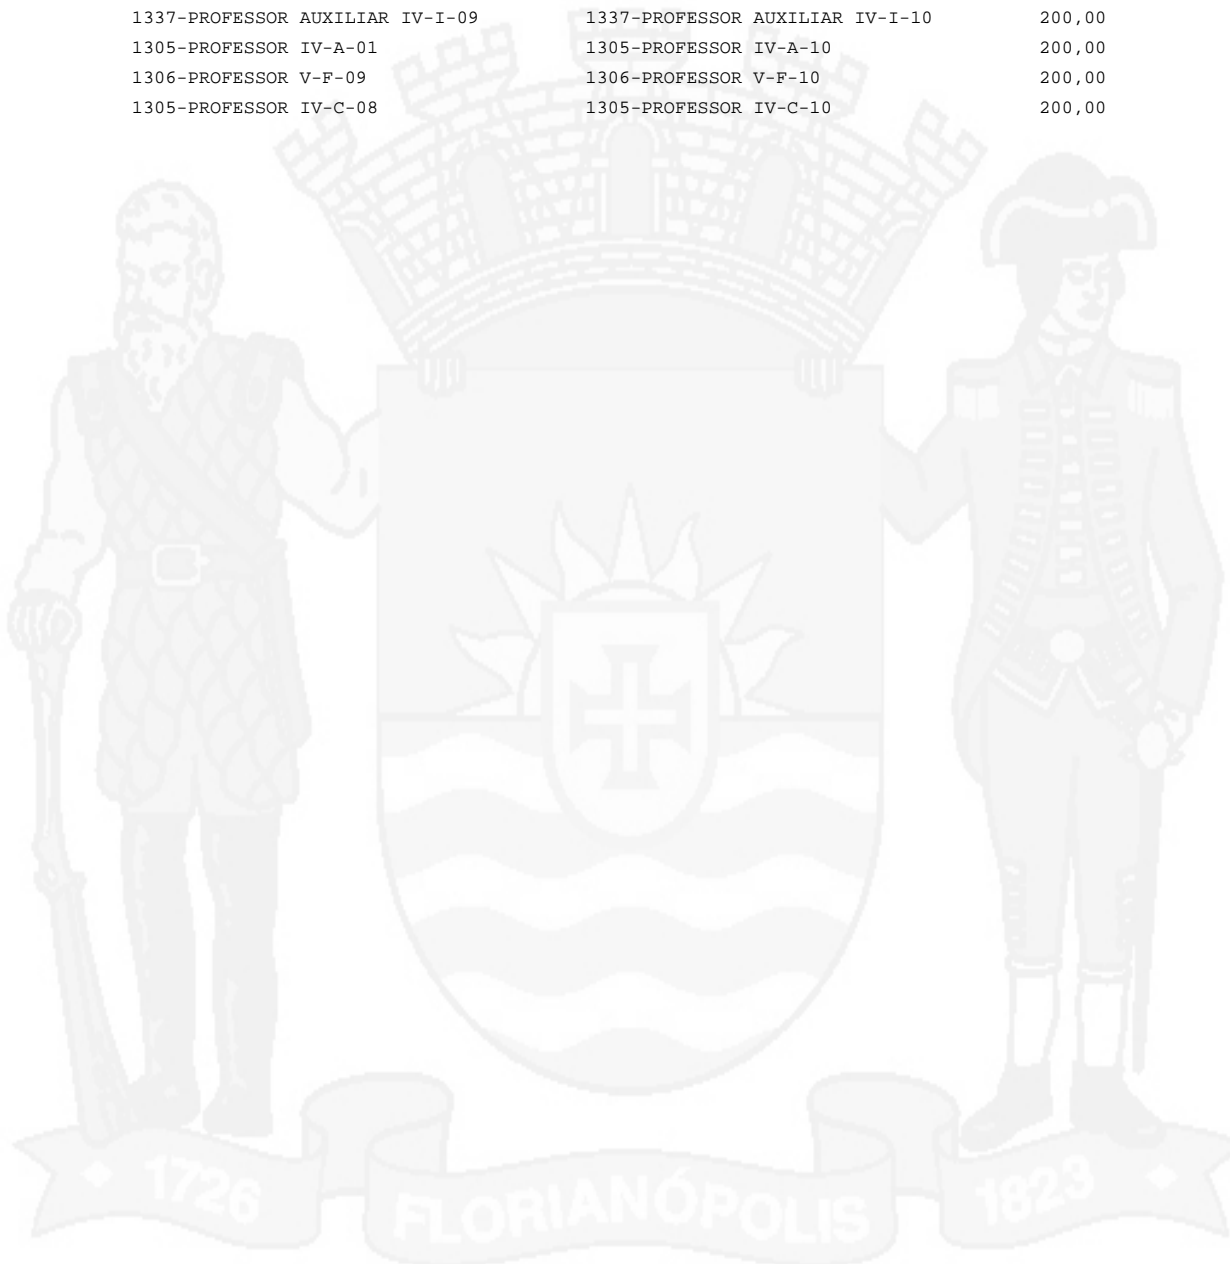 1337-PROFESSOR AUXILIAR IV-I-09 1337-PROFESSOR AUXILIAR IV-I-10 200,00
1305-PROFESSOR IV-A-01 1305-PROFESSOR IV-A-10 200,00
1306-PROFESSOR V-F-09 1306-PROFESSOR V-F-10 200,00
1305-PROFESSOR IV-C-08 1305-PROFESSOR IV-C-10 200,00
1726 FLORIANÓPOLIS 1823